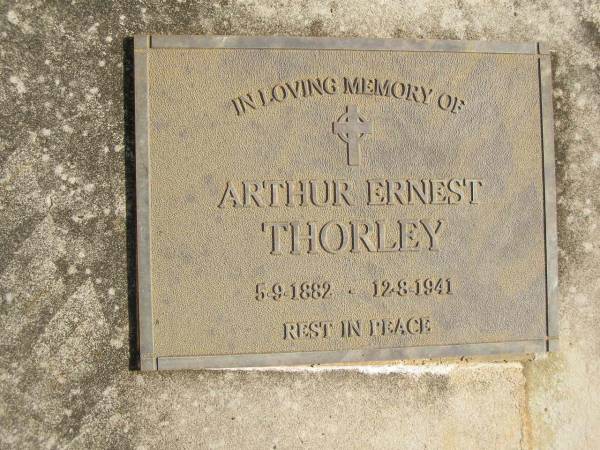 IN LOVING MEMORY OF
ARTHUR ERNEST
THORLEY
5-9-1882 - 12-8-1941
REST IN PEACE